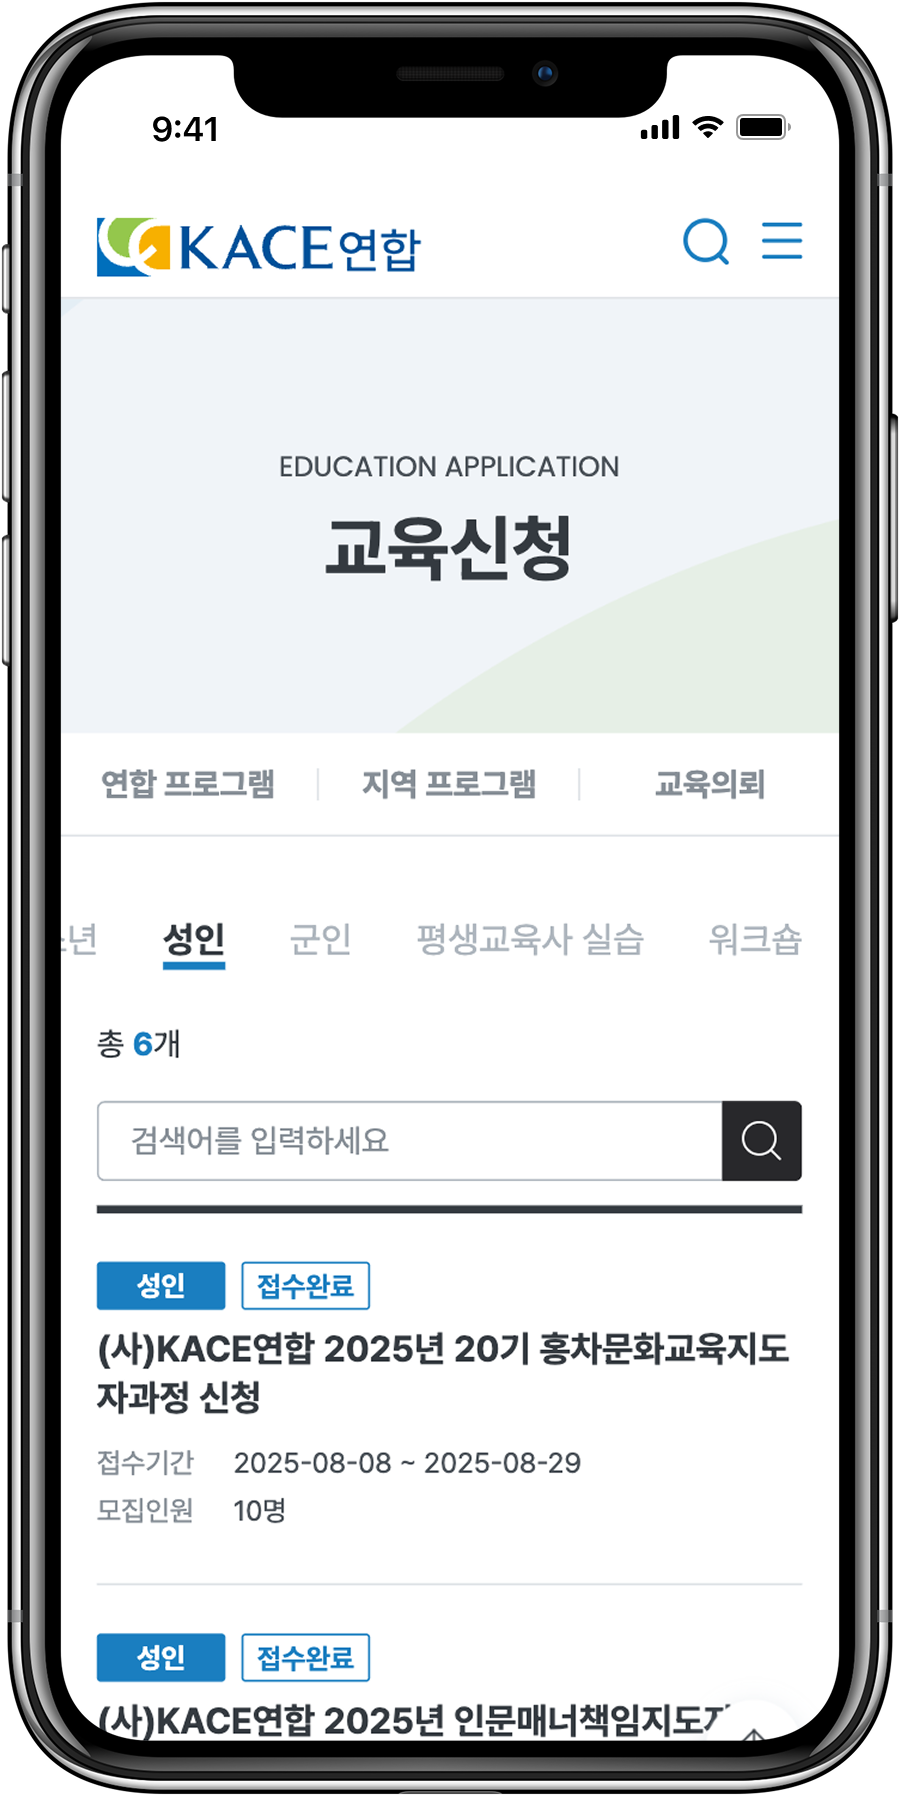 9:41
KACE연합
EDUCATION APPLICATION
교육신청
연합 프로그램
지역 프로그램
교육의뢰
년 성인 군인 평생교육사 실습 워크숍
총 6개
검색어를 입력하세요
성인 접수완료
(사)KACE연합 2025년 20기 홍차문화교육지도
자과정 신청
접수기간 2025-08-08 ~ 2025-08-29
모집인원 10명
성인 접수완료
(사)KACE연합 2025년 인문매너책임지도